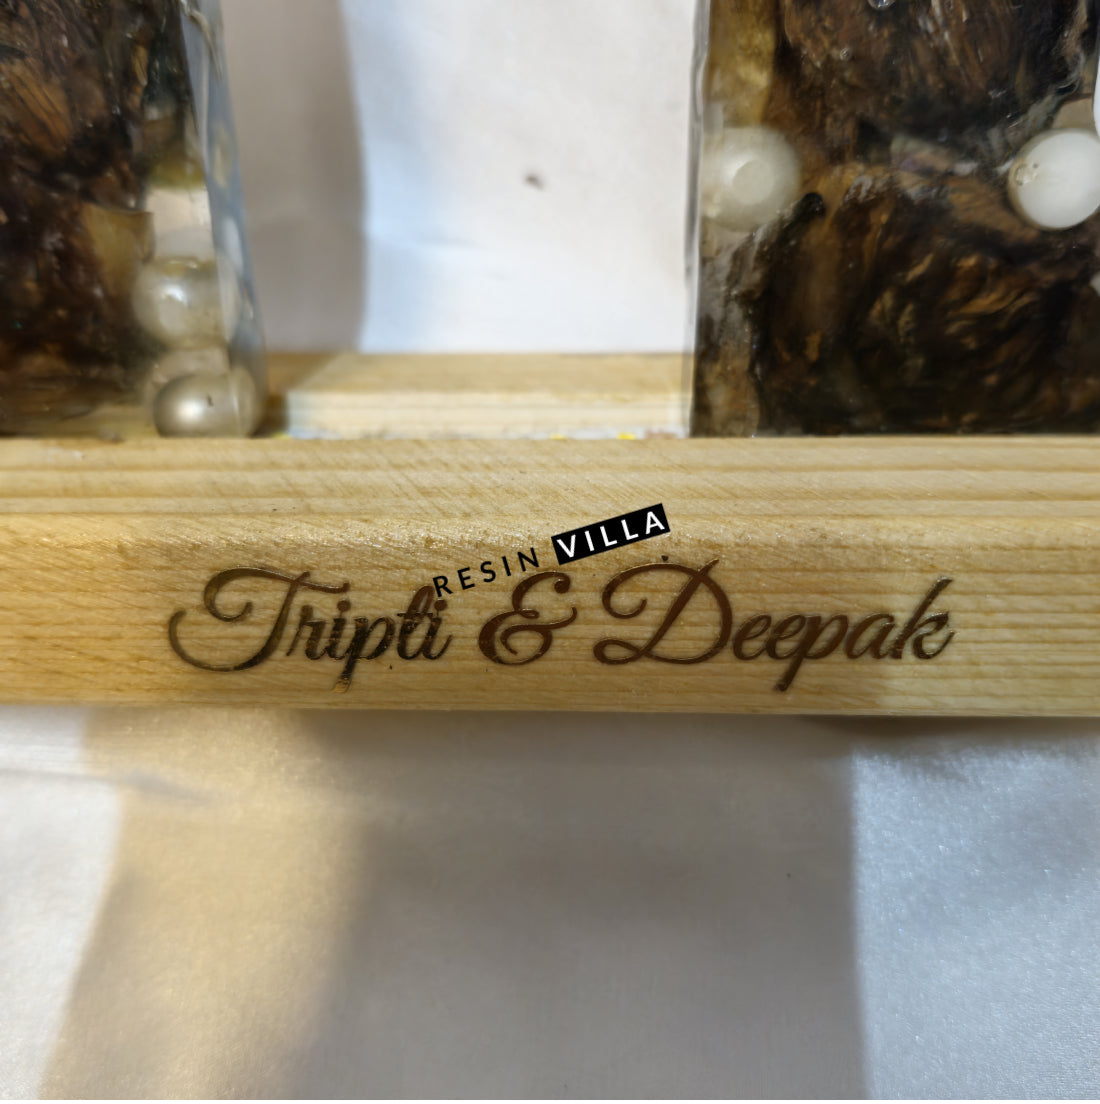 RESIN VILLA
Tripti & Deepak